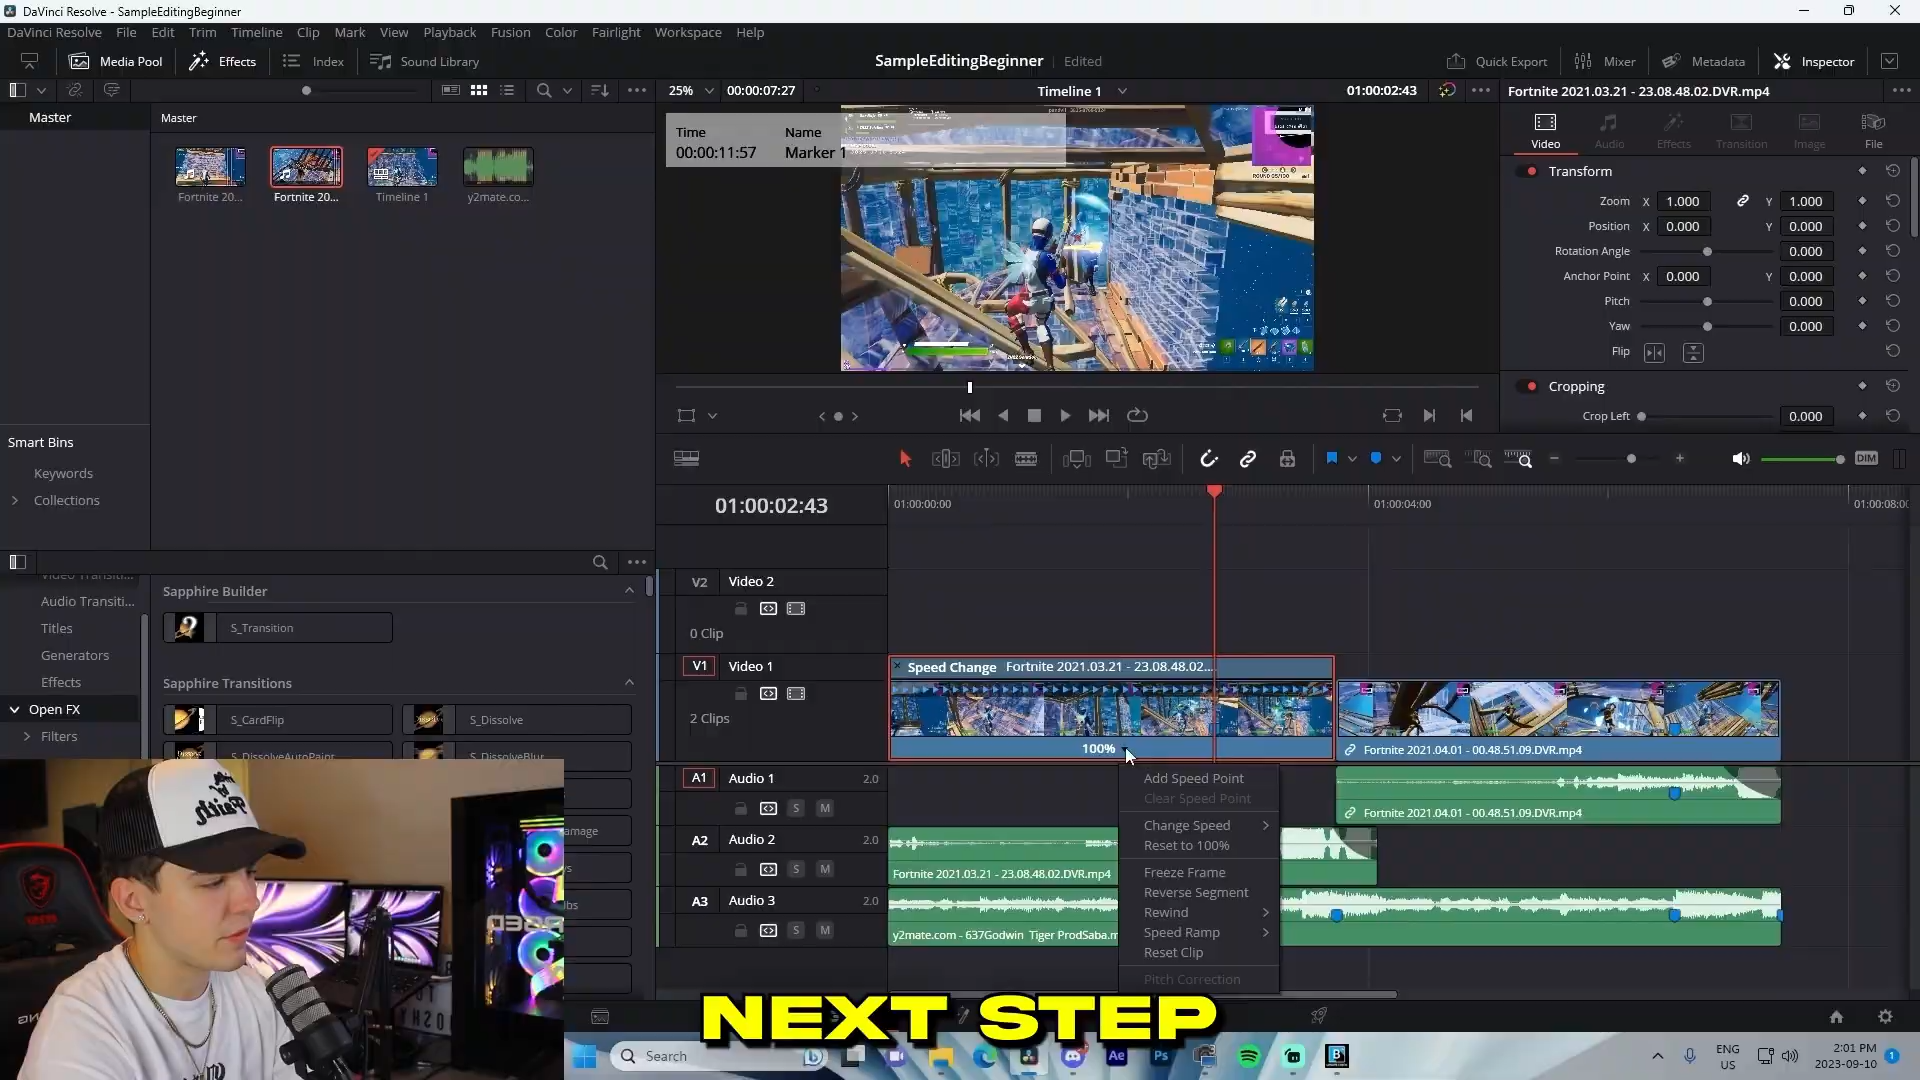 DaVinci Resolve - SampleEditingBeginner
DaVinci Resolve File Edit Trim Timeline Clip Mark View Playback Fusion Color Fairlight Workspace Help
Media Pool Effects Index Sound Library
SampleEditingBeginner Edited
Quick Export Mixer Metadata Inspector
25% 00:00:07:27 Timeline 1 01:00:02:43
Fortnite 2021.03.21 - 23.08.48.02.DVR.mp4
Master
Master
Fortnite 20...
Fortnite 20...
Timeline 1
y2mate.co...
Time Name
00:00:11:57 Marker 1
Video Audio Effects Transition Image File
Transform
Zoom X 1.000 Y 1.000
Position X 0.000 Y 0.000
Rotation Angle 0.000
Anchor Point X 0.000 Y 0.000
Pitch 0.000
Yaw 0.000
Flip
Cropping
Crop Left 0.000
Smart Bins
Keywords
Collections
DIM
01:00:02:43
01:00:00:00 01:00:04:00 01:00:08:00
Audio Transiti...
Titles
Generators
Effects
Open FX
Filters
Sapphire Builder
S_Transition
Sapphire Transitions
S_CardFlip
S_Dissolve
S_DissolveAutoPaint
S_DissolveBlur
V2 Video 2
0 Clip
V1 Video 1
2 Clips
Speed Change Fortnite 2021.03.21 - 23.08.48.02...
100%
Fortnite 2021.04.01 - 00.48.51.09.DVR.mp4
A1 Audio 1 2.0
S M
Fortnite 2021.04.01 - 00.48.51.09.DVR.mp4
A2 Audio 2 2.0
S M
Fortnite 2021.03.21 - 23.08.48.02.DVR.mp4
A3 Audio 3 2.0
S M
y2mate.com - 637Godwin Tiger ProdSaba.m
Add Speed Point
Clear Speed Point
Change Speed
Reset to 100%
Freeze Frame
Reverse Segment
Rewind
Speed Ramp
Reset Clip
Pitch Correction
NEXT STEP
Search
Ae Ps
ENG
US
2:01 PM
2023-09-10
1